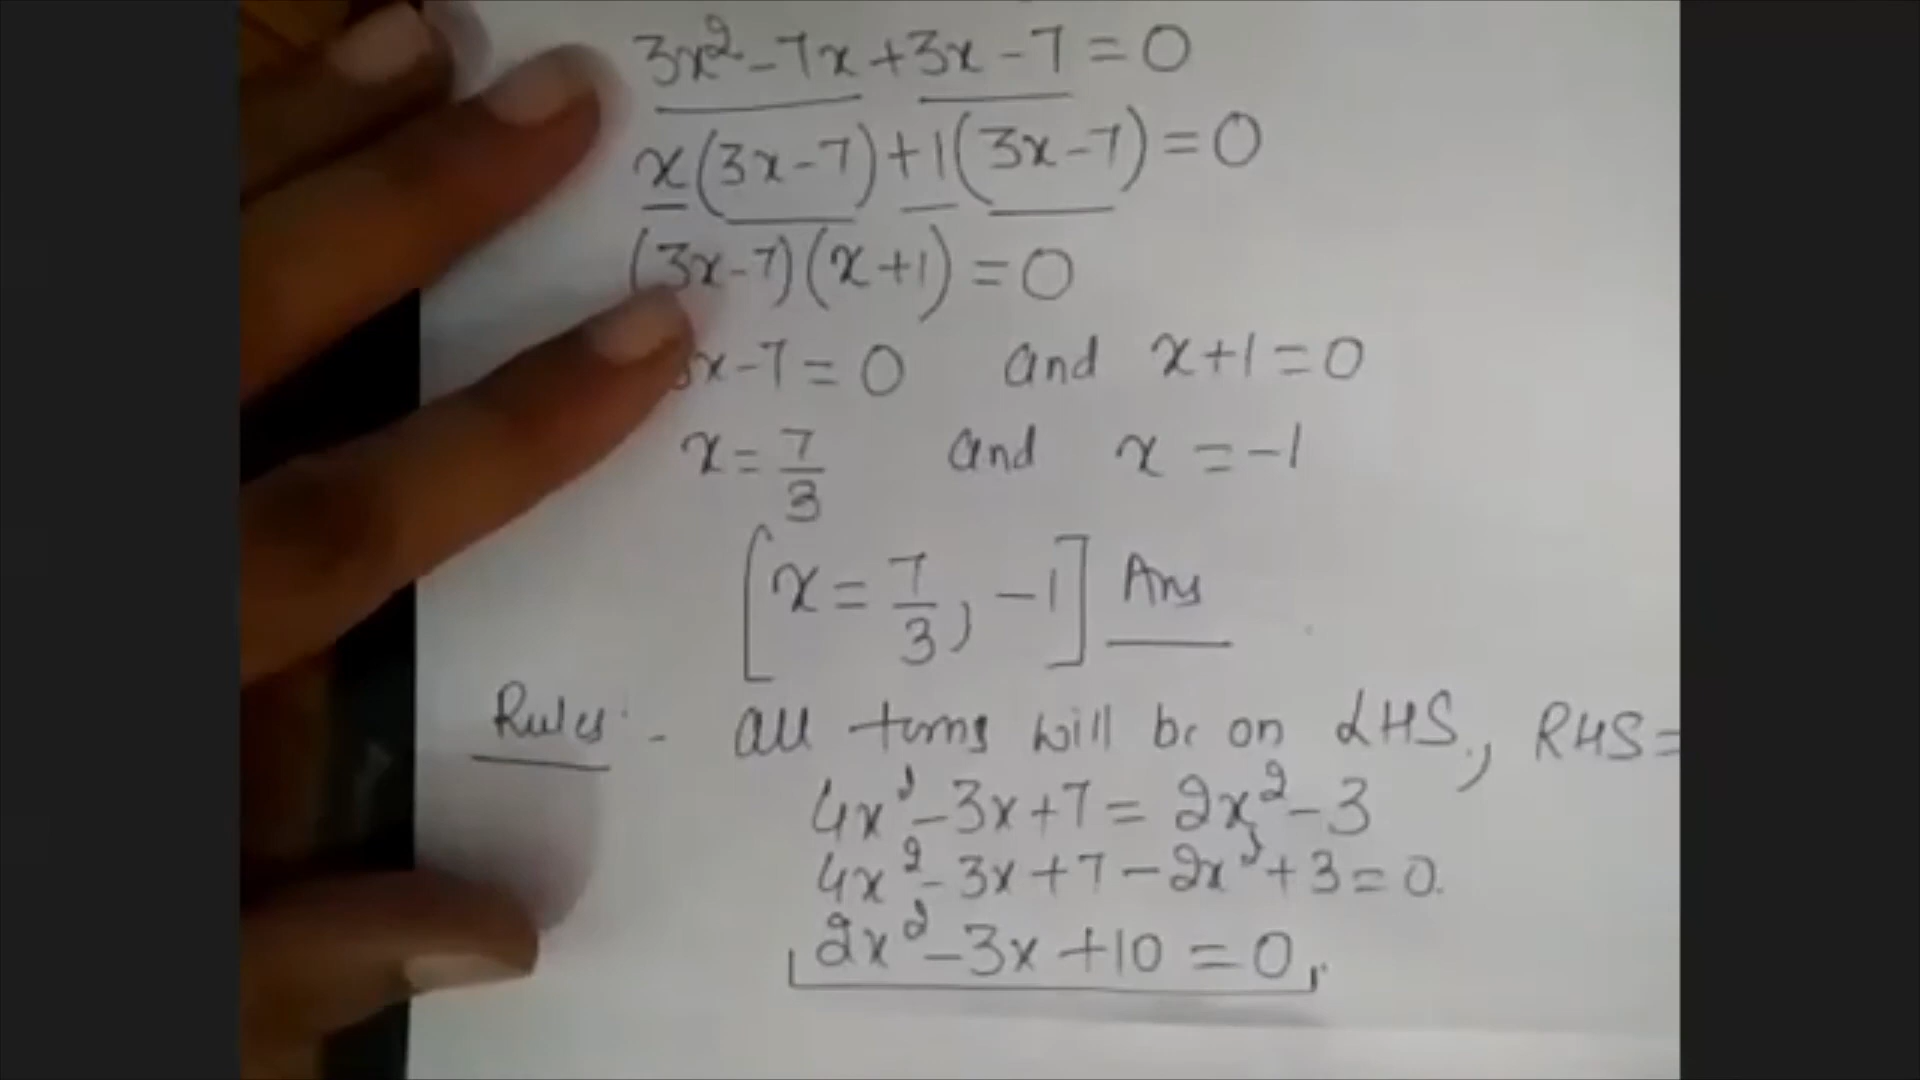 3x² - 7x + 3x - 7 = 0
x(3x - 7) + 1(3x - 7) = 0
(3x - 7)(x + 1) = 0
3x - 7 = 0 and x + 1 = 0
x = 7/3 and x = -1
[x = 7/3, -1] Ans
Rules :- All terms will be on LHS., RHS =
4x² - 3x + 7 = 2x² - 3
4x² - 3x + 7 - 2x² + 3 = 0.
2x² - 3x + 10 = 0